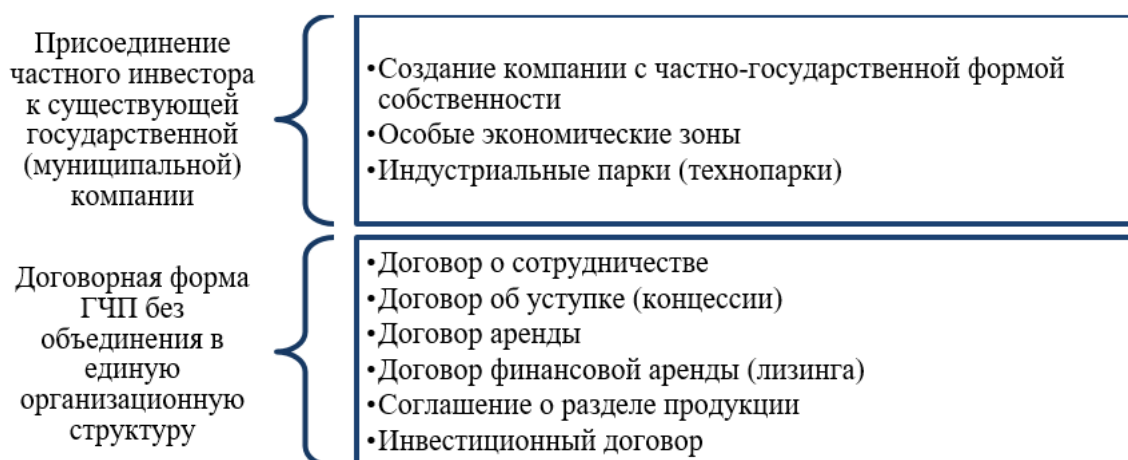 Присоединение
частного инвестора
к существующей
государственной
(муниципальной)
компании
•Создание компании с частно-государственной формой
собственности
•Особые экономические зоны
•Индустриальные парки (технопарки)
Договорная форма
ГЧП без
объединения в
единую
организационную
структуру
•Договор о сотрудничестве
•Договор об уступке (концессии)
•Договор аренды
•Договор финансовой аренды (лизинга)
•Соглашение о разделе продукции
•Инвестиционный договор